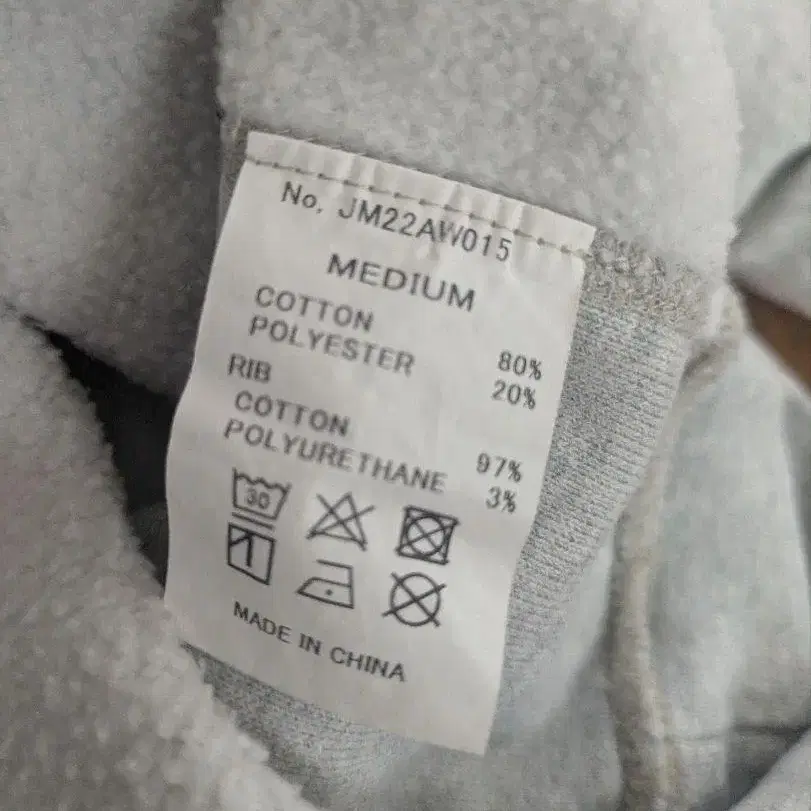 No. JM22AW015
MEDIUM
COTTON 80%
POLYESTER 20%
RIB
COTTON 97%
POLYURETHANE 3%
30
MADE IN CHINA